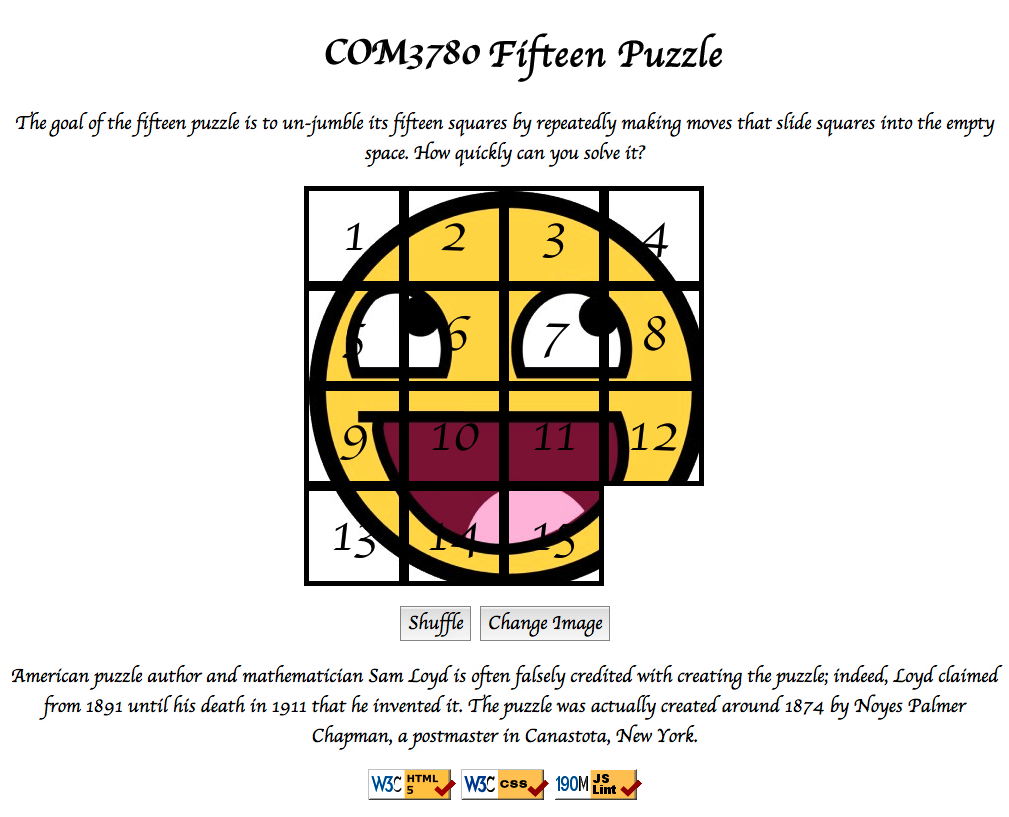 COM3780 Fifteen Puzzle
The goal of the fifteen puzzle is to un-jumble its fifteen squares by repeatedly making moves that slide squares into the empty
space. How quickly can you solve it?
1 2 3 4
5 6 7 8
9 10 11 12
13 14 15
Shuffle Change Image
American puzzle author and mathematician Sam Loyd is often falsely credited with creating the puzzle; indeed, Loyd claimed
from 1891 until his death in 1911 that he invented it. The puzzle was actually created around 1874 by Noyes Palmer
Chapman, a postmaster in Canastota, New York.
W3C HTML 5 W3C css 190M JS Lint